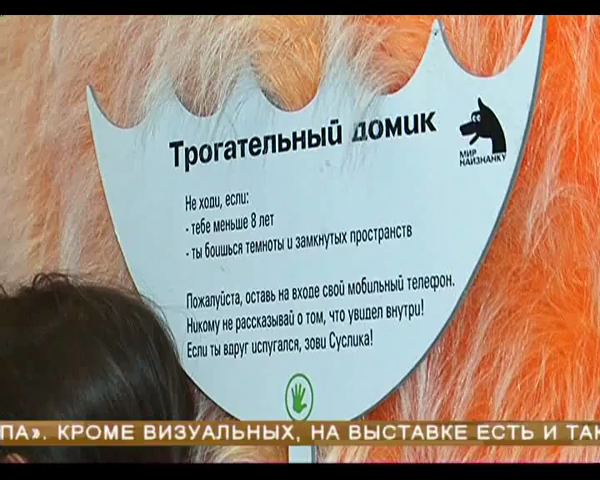 Трогательный домик
МИР
НАИЗНАНКУ
Не ходи, если:
- тебе меньше 8 лет
- ты боишься темноты и замкнутых пространств
Пожалуйста, оставь на входе свой мобильный телефон.
Никому не рассказывай о том, что увидел внутри!
Если ты вдруг испугался, зови Суслика!
ПА». КРОМЕ ВИЗУАЛЬНЫХ, НА ВЫСТАВКЕ ЕСТЬ И ТАК